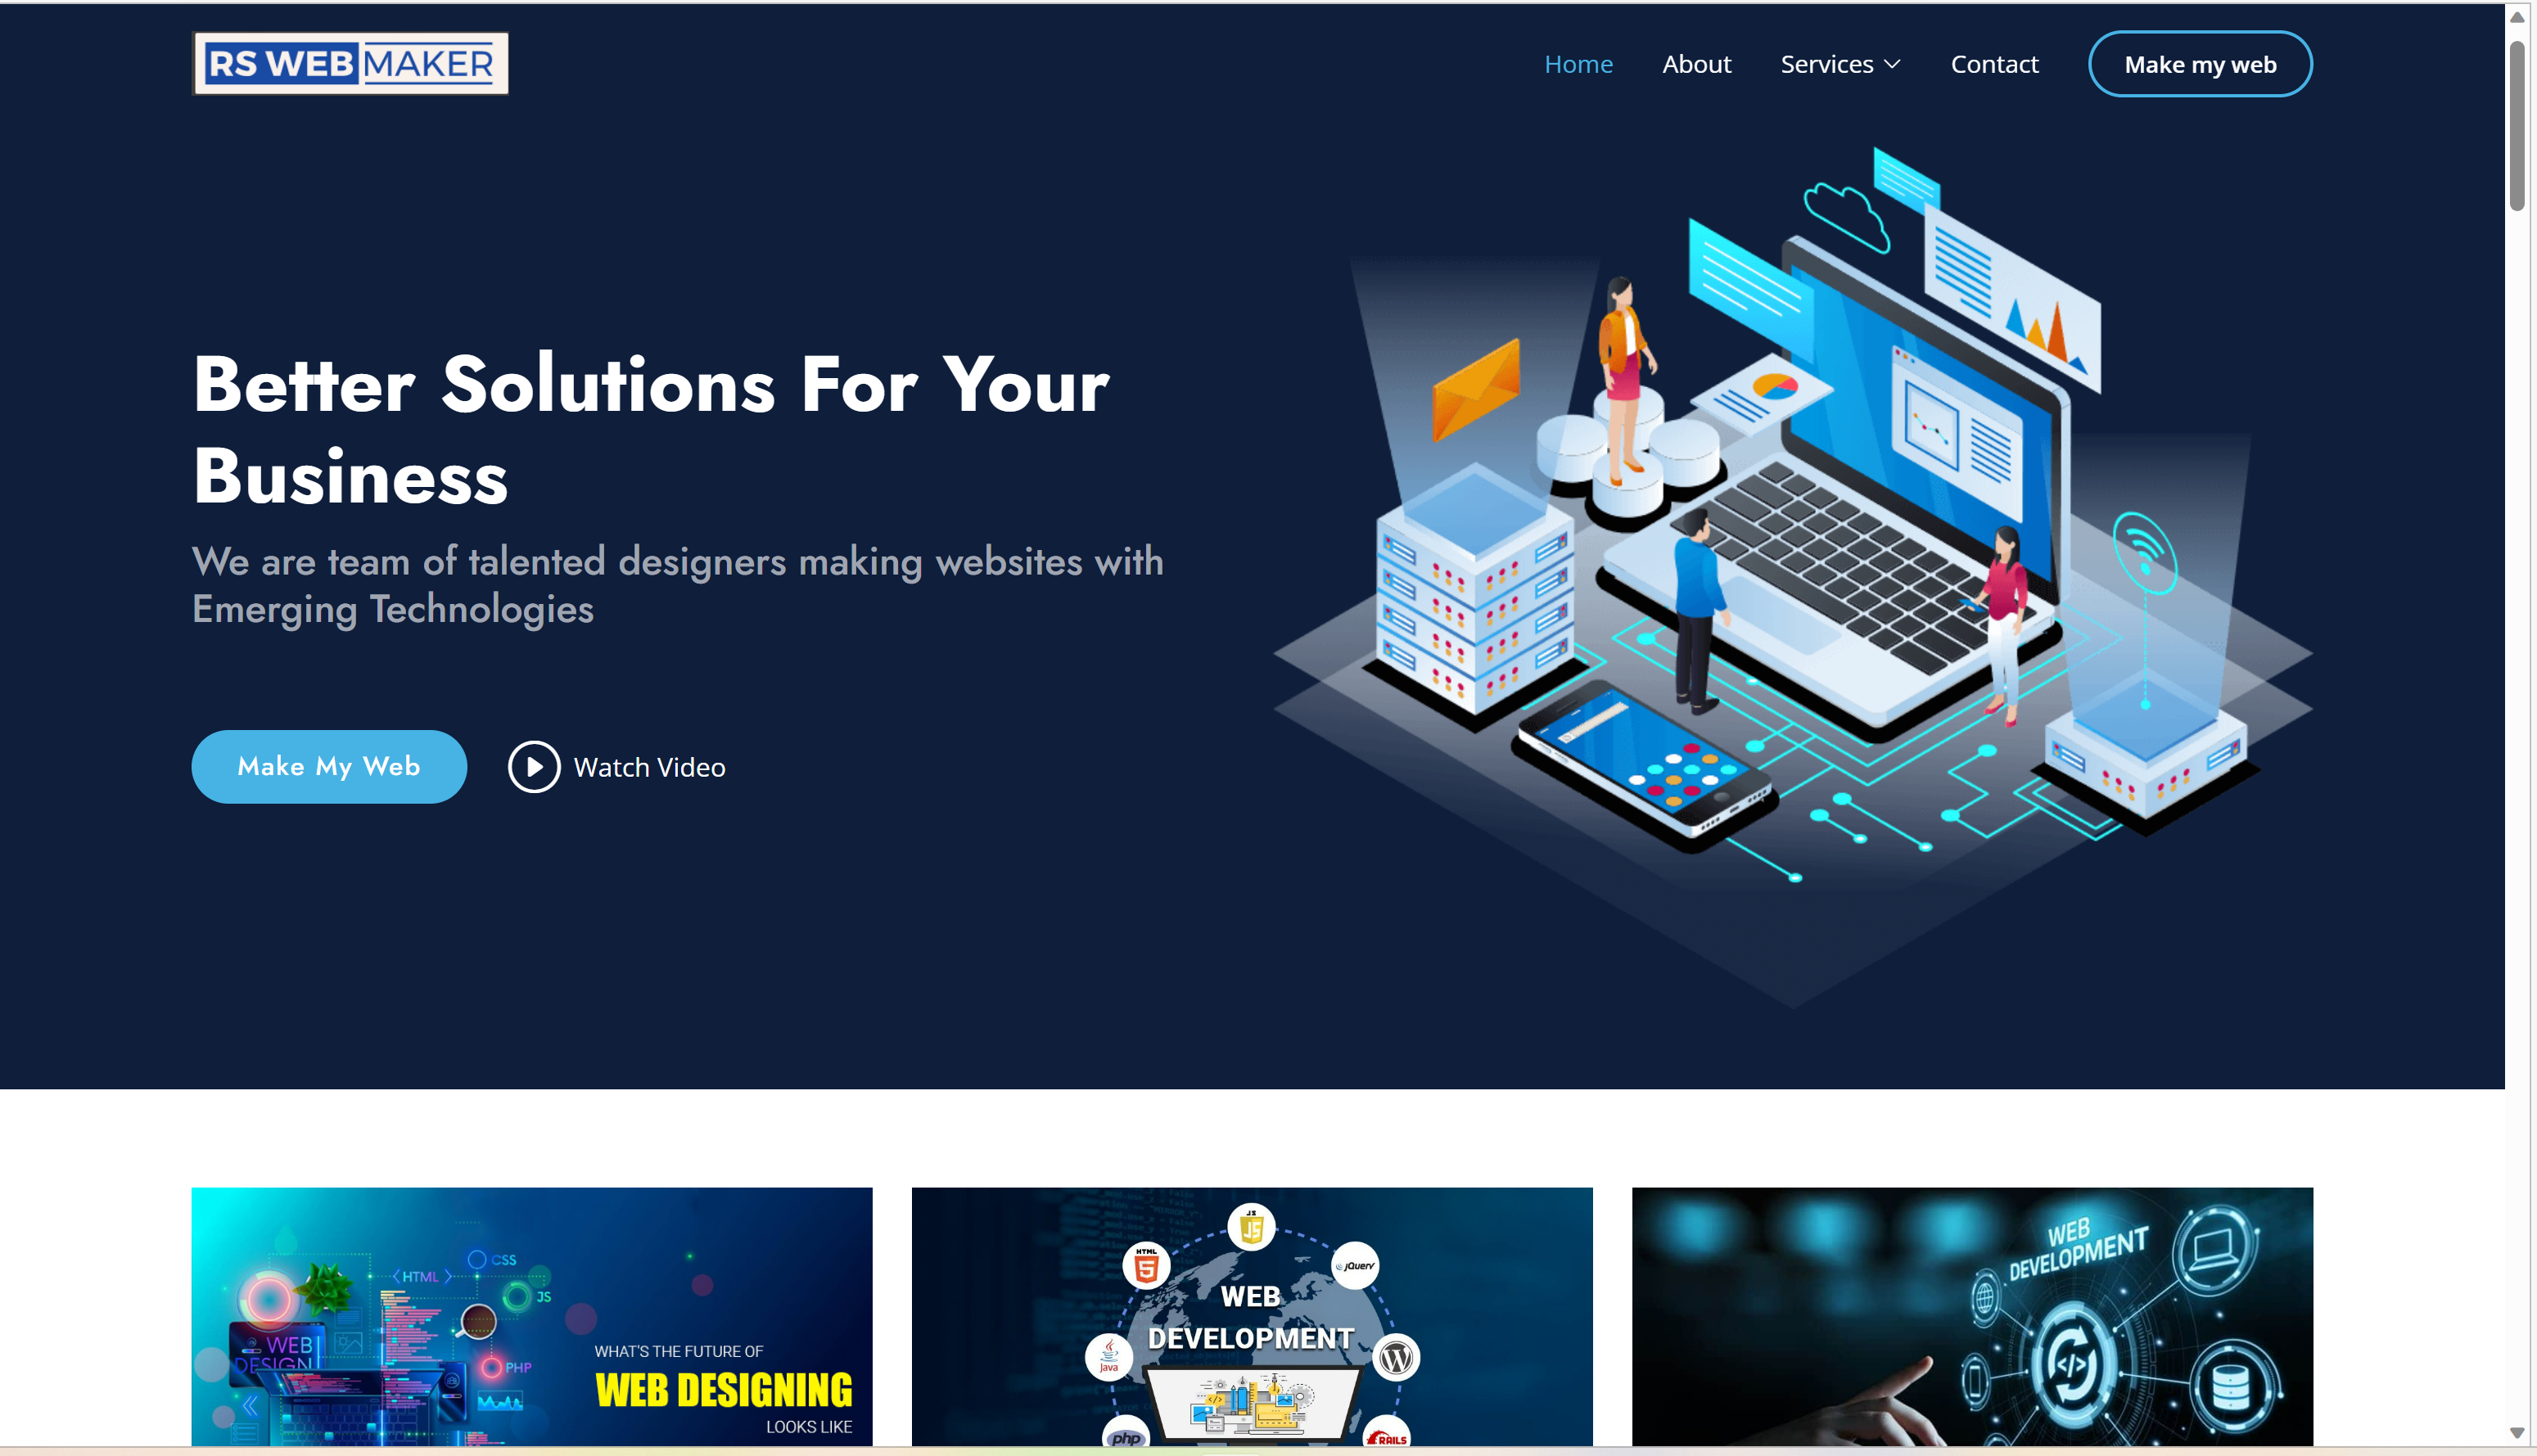 RS WEB MAKER
Home
About
Services
Contact
Make my web
Better Solutions For Your
Business
We are team of talented designers making websites with
Emerging Technologies
Make My Web
Watch Video
CSS
HTML
JS
WEB
DESIGN
PHP
WHAT'S THE FUTURE OF
WEB DESIGNING
LOOKS LIKE
JS
HTML
jQuery
WEB
DEVELOPMENT
Java
php
RAILS
WEB
DEVELOPMENT